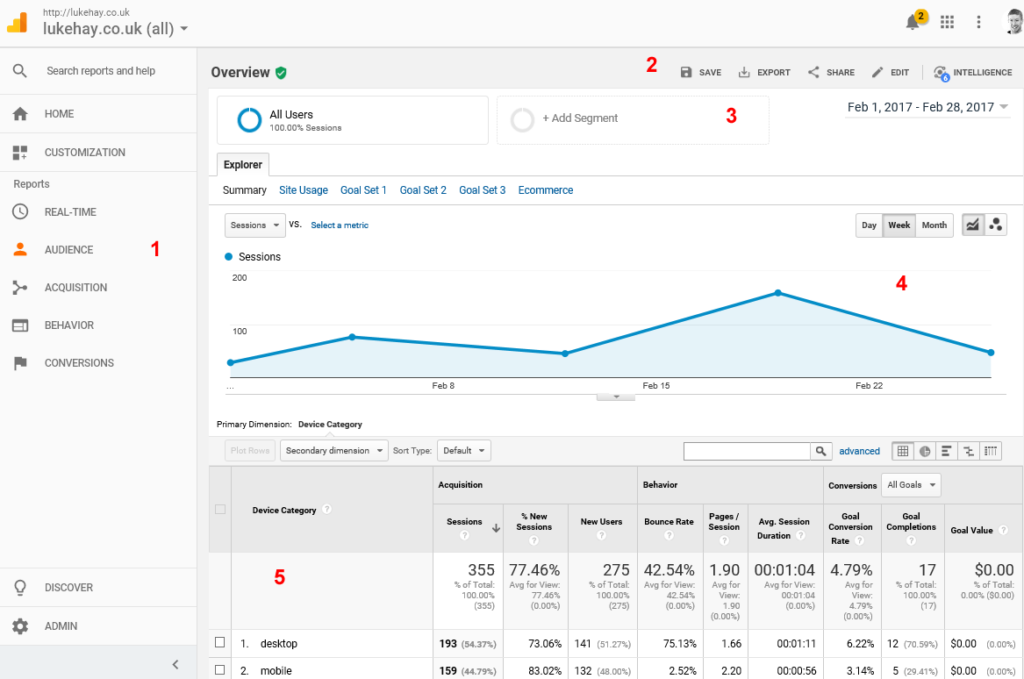 http://lukehay.co.uk
lukehay.co.uk (all)
2
Search reports and help
HOME
CUSTOMIZATION
Reports
REAL-TIME
AUDIENCE
1
ACQUISITION
BEHAVIOR
CONVERSIONS
DISCOVER
ADMIN
Overview
2
SAVE
EXPORT
SHARE
EDIT
6
INTELLIGENCE
All Users
100.00% Sessions
+ Add Segment
3
Feb 1, 2017 - Feb 28, 2017
Explorer
Summary Site Usage Goal Set 1 Goal Set 2 Goal Set 3 Ecommerce
Sessions VS. Select a metric
Day Week Month
Sessions
200
100
4
... Feb 8 Feb 15 Feb 22
Primary Dimension: Device Category
Plot Rows Secondary dimension Sort Type: Default advanced
Device Category ?
Acquisition Behavior Conversions All Goals
Sessions ?
% New Sessions ?
New Users ?
Bounce Rate ?
Pages / Session ?
Avg. Session Duration ?
Goal Conversion Rate ?
Goal Completions ?
Goal Value ?
5
355
% of Total:
100.00%
(355)
77.46%
Avg for View:
77.46%
(0.00%)
275
% of Total:
100.00%
(275)
42.54%
Avg for View:
42.54%
(0.00%)
1.90
Avg for
View:
1.90
(0.00%)
00:01:04
Avg for View:
00:01:04
(0.00%)
4.79%
Avg for
View:
4.79%
(0.00%)
17
% of Total:
100.00%
(17)
$0.00
% of Total:
0.00% ($0.00)
1. desktop 193 (54.37%) 73.06% 141 (51.27%) 75.13% 1.66 00:01:11 6.22% 12 (70.59%) $0.00 (0.00%)
2. mobile 159 (44.79%) 83.02% 132 (48.00%) 2.52% 2.20 00:00:56 3.14% 5 (29.41%) $0.00 (0.00%)